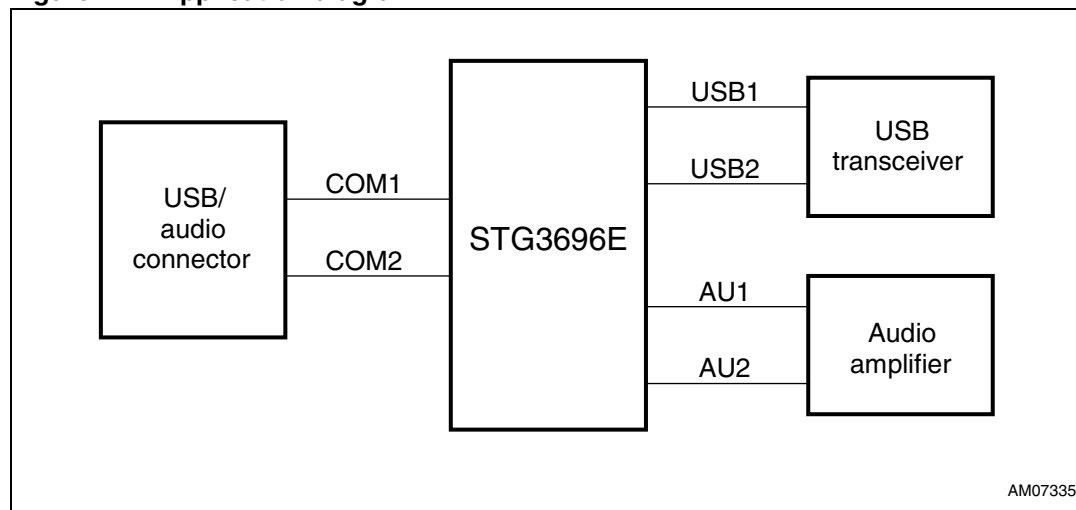 USB/
audio
connector
COM1
COM2
STG3696E
USB1
USB2
USB
transceiver
AU1
AU2
Audio
amplifier
AM07335